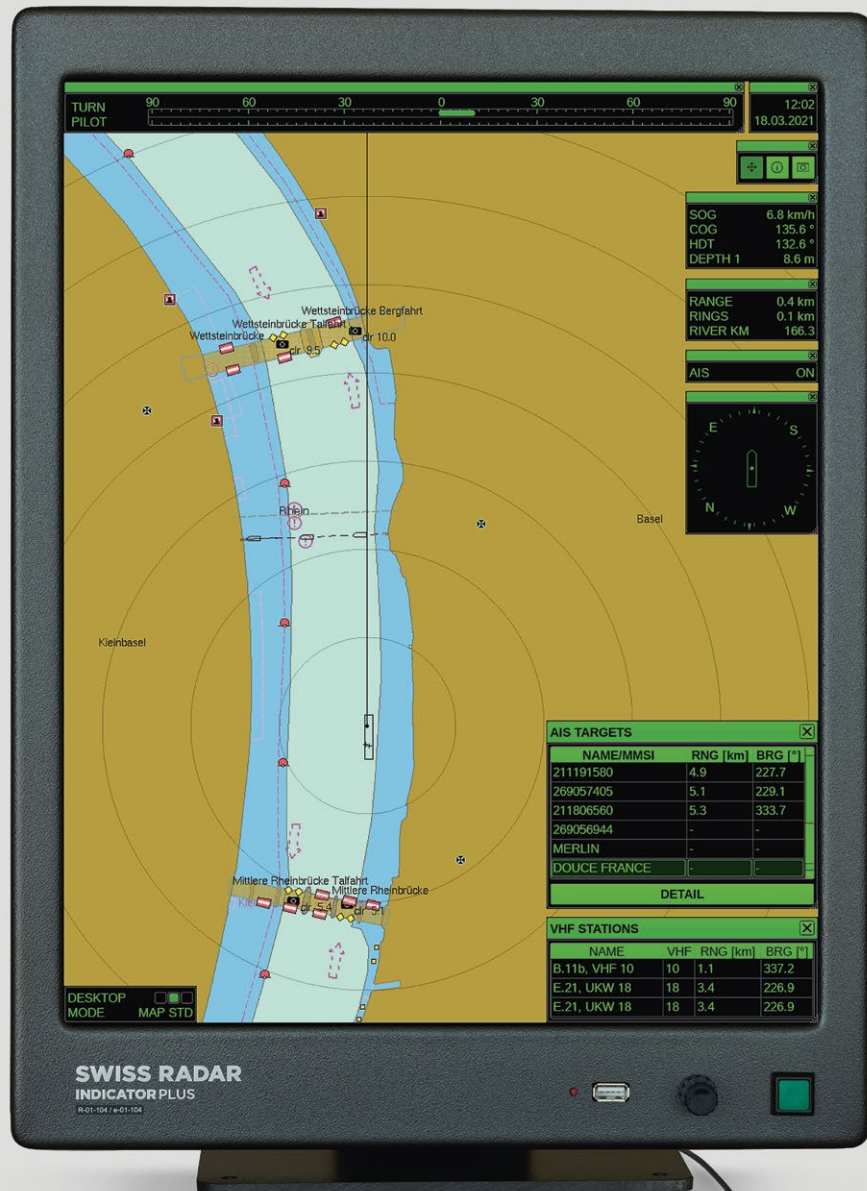 TURN PILOT
90 60 30 0 30 60 90
12:02
18.03.2021
SOG 6.8 km/h
COG 135.6 °
HDT 132.6 °
DEPTH 1 8.6 m
RANGE 0.4 km
RINGS 0.1 km
RIVER KM 166.3
AIS ON
E S
N W
Wettsteinbrücke Bergfahrt
Wettsteinbrücke Talfahrt
Wettsteinbrücke
clr 10.0
clr 9.5
Rhein
Basel
Kleinbasel
Mittlere Rheinbrücke Talfahrt
Mittlere Rheinbrücke
clr 5.4
5.1
AIS TARGETS
NAME/MMSI RNG [km] BRG [°]
211191580 4.9 227.7
269057405 5.1 229.1
211806560 5.3 333.7
269056944 - -
MERLIN - -
DOUCE FRANCE - -
DETAIL
VHF STATIONS
NAME VHF RNG [km] BRG [°]
B.11b, VHF 10 10 1.1 337.2
E.21, UKW 18 18 3.4 226.9
E.21, UKW 18 18 3.4 226.9
DESKTOP
MODE MAP STD
SWISS RADAR
INDICATOR PLUS
R-01-104 / e-01-104